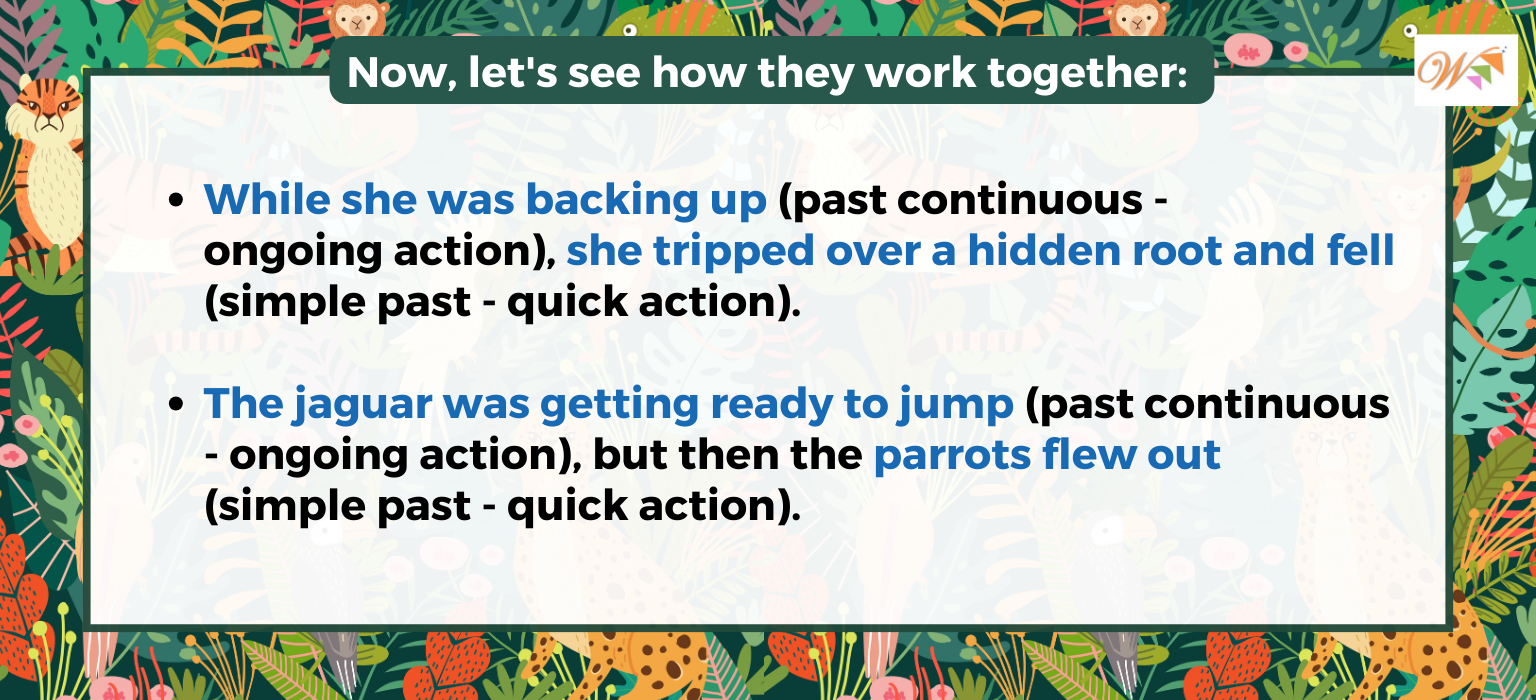 Now, let's see how they work together:
W
• While she was backing up (past continuous -
ongoing action), she tripped over a hidden root and fell
(simple past - quick action).
• The jaguar was getting ready to jump (past continuous
- ongoing action), but then the parrots flew out
(simple past - quick action).